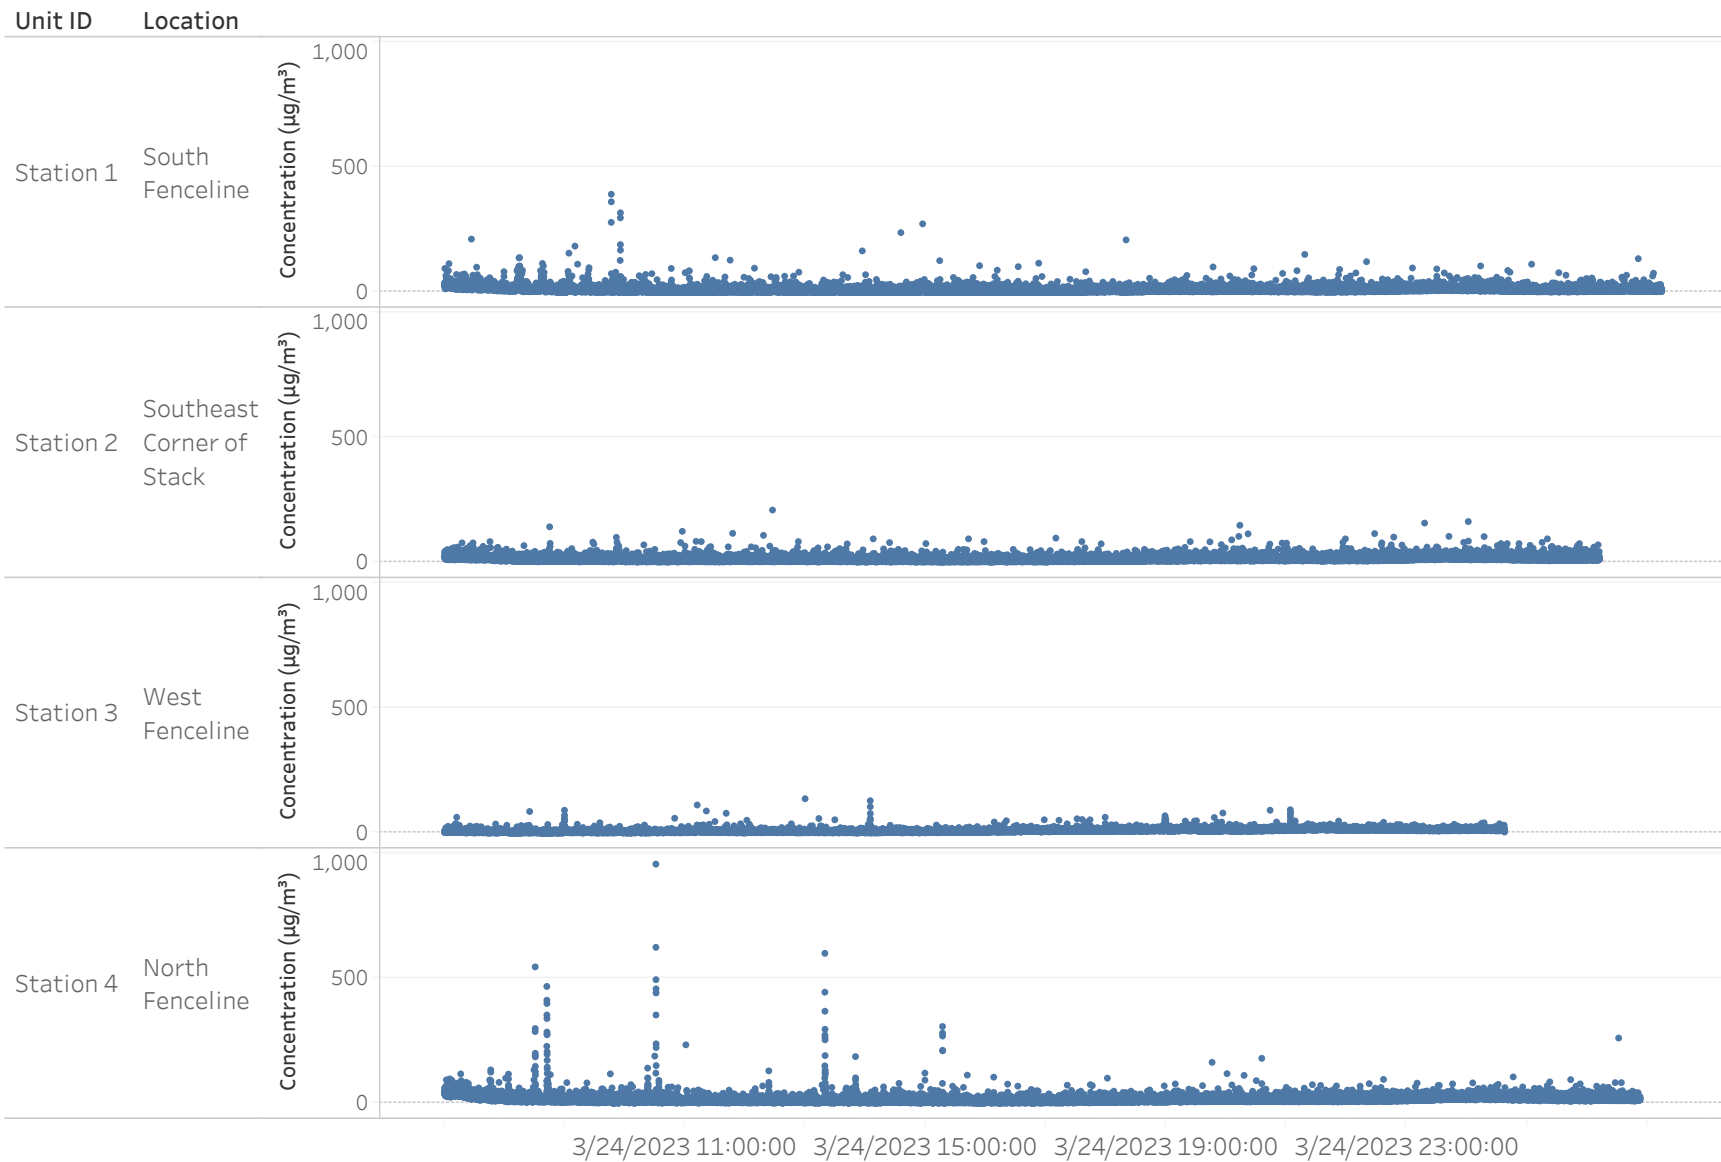 Unit ID Location
Station 1
South
Fenceline
Concentration (µg/m³)
1,000
500
0
Station 2
Southeast
Corner of
Stack
Concentration (µg/m³)
1,000
500
0
Station 3
West
Fenceline
Concentration (µg/m³)
1,000
500
0
Station 4
North
Fenceline
Concentration (µg/m³)
1,000
500
0
3/24/2023 11:00:00 3/24/2023 15:00:00 3/24/2023 19:00:00 3/24/2023 23:00:00